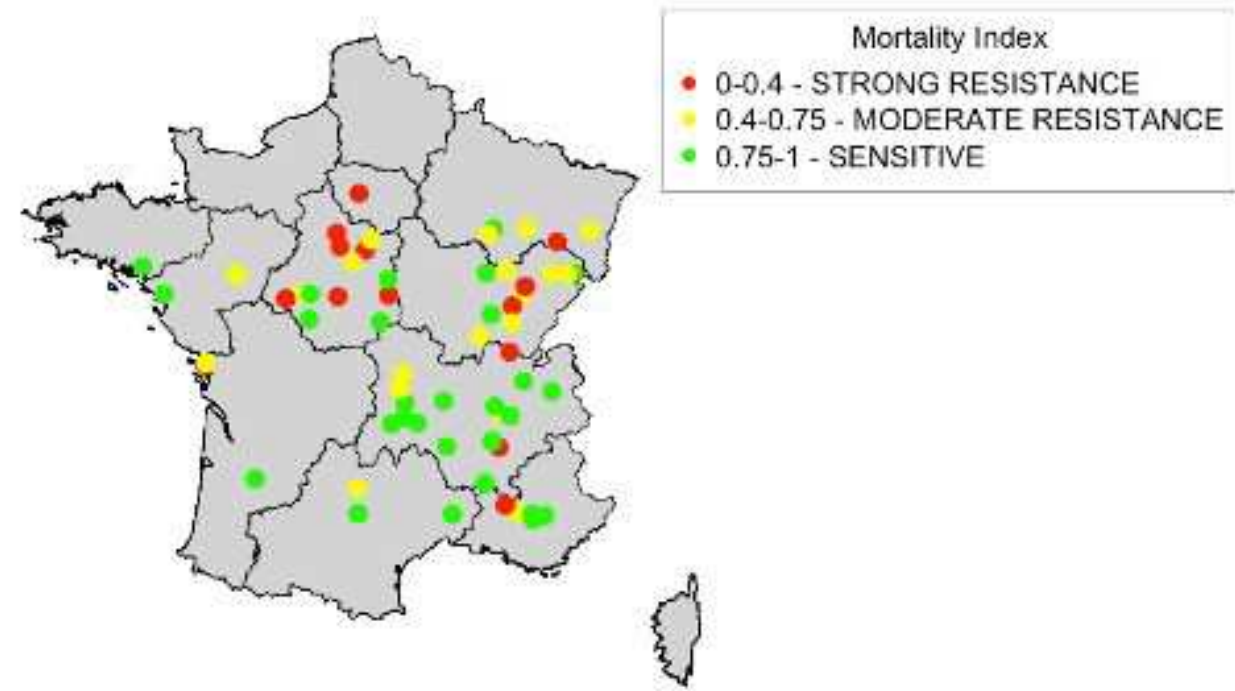 Mortality Index
0-0.4 - STRONG RESISTANCE
0.4-0.75 - MODERATE RESISTANCE
0.75-1 - SENSITIVE